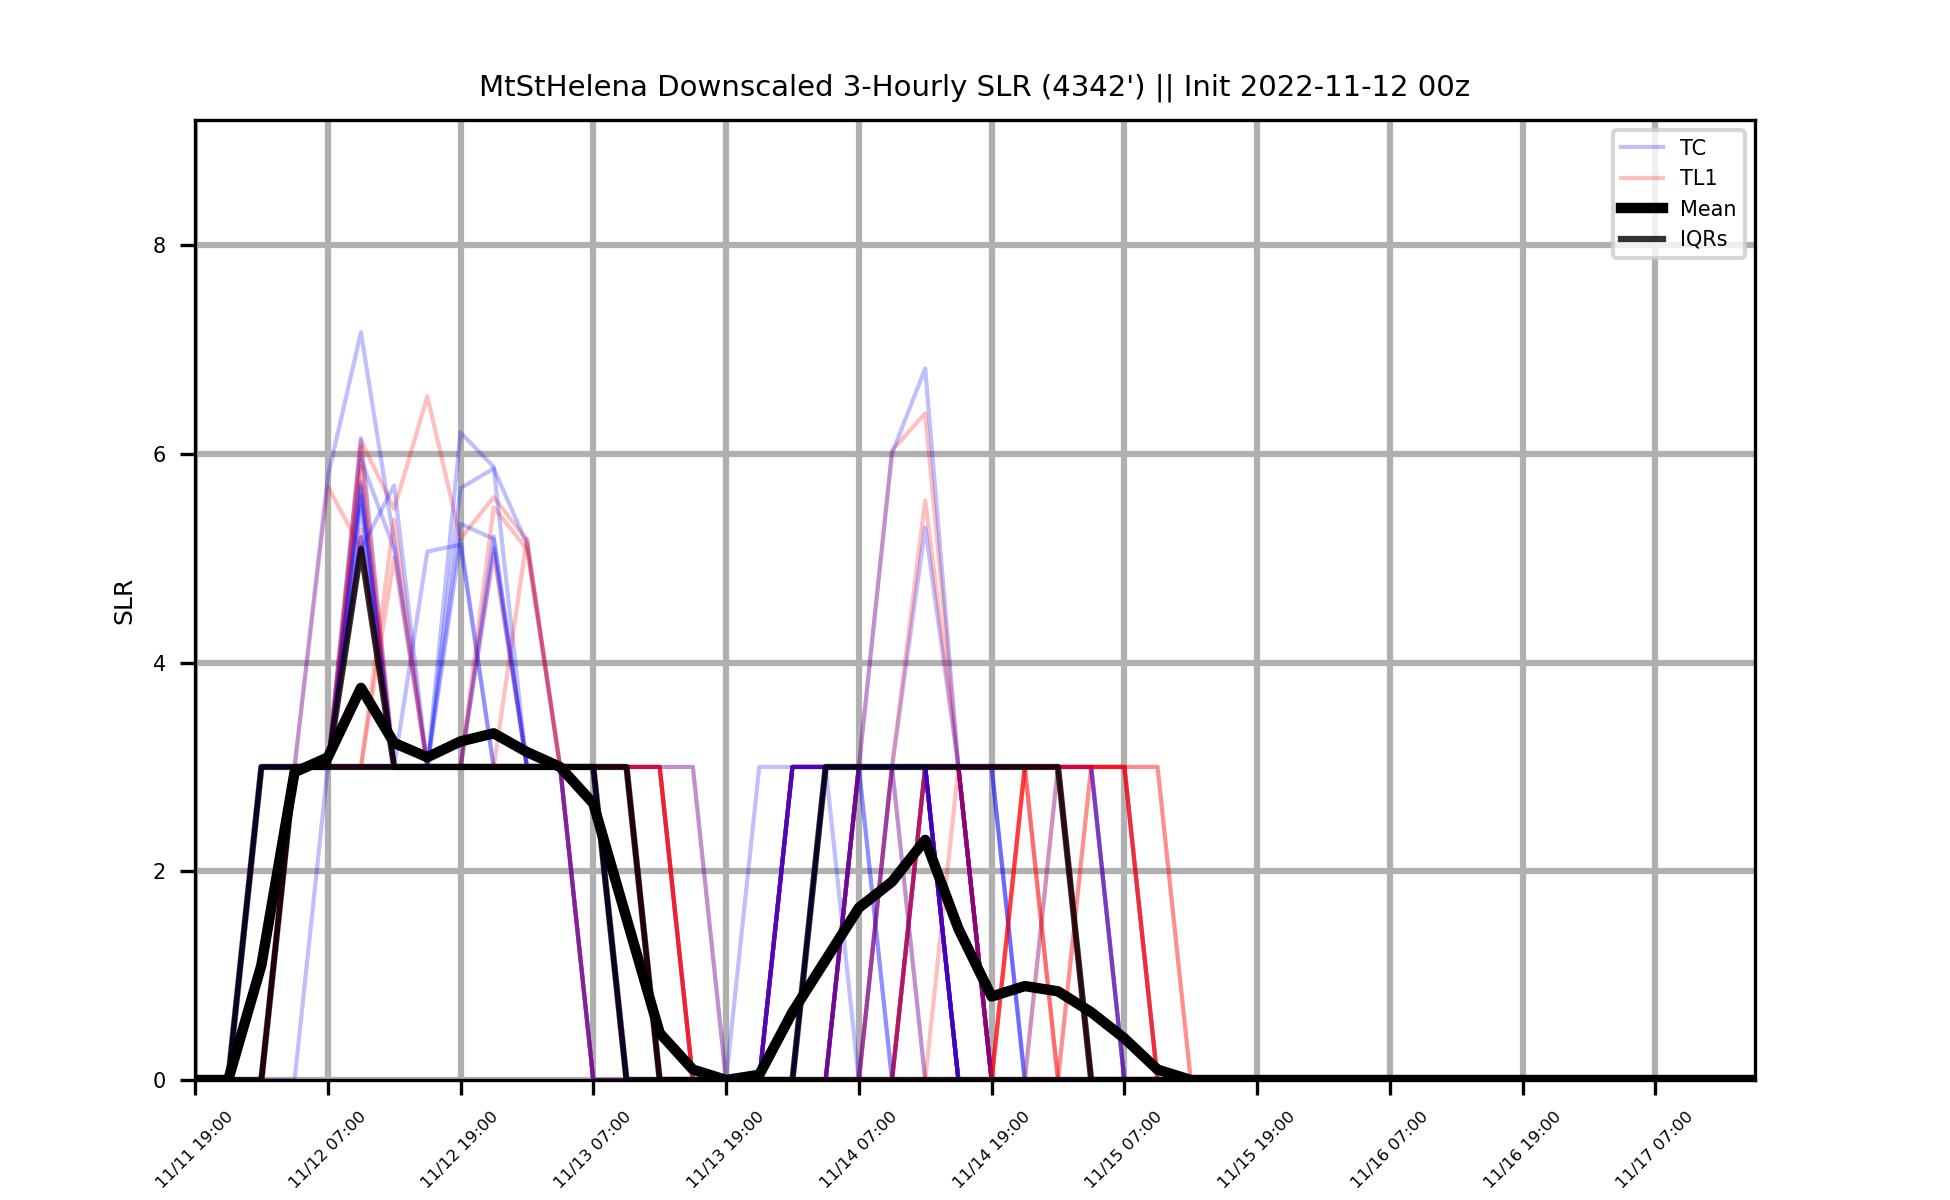 MtStHelena Downscaled 3-Hourly SLR (4342') || Init 2022-11-12 00z
TC
TL1
Mean
IQRs
SLR
8
6
4
2
0
11/11 19:00
11/12 07:00
11/12 19:00
11/13 07:00
11/13 19:00
11/14 07:00
11/14 19:00
11/15 07:00
11/15 19:00
11/16 07:00
11/16 19:00
11/17 07:00